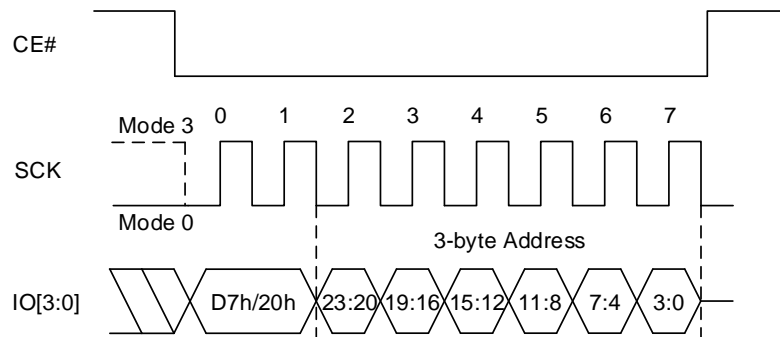 CE#
0 1 2 3 4 5 6 7
Mode 3
SCK
Mode 0
3-byte Address
IO[3:0] D7h/20h 23:20 19:16 15:12 11:8 7:4 3:0